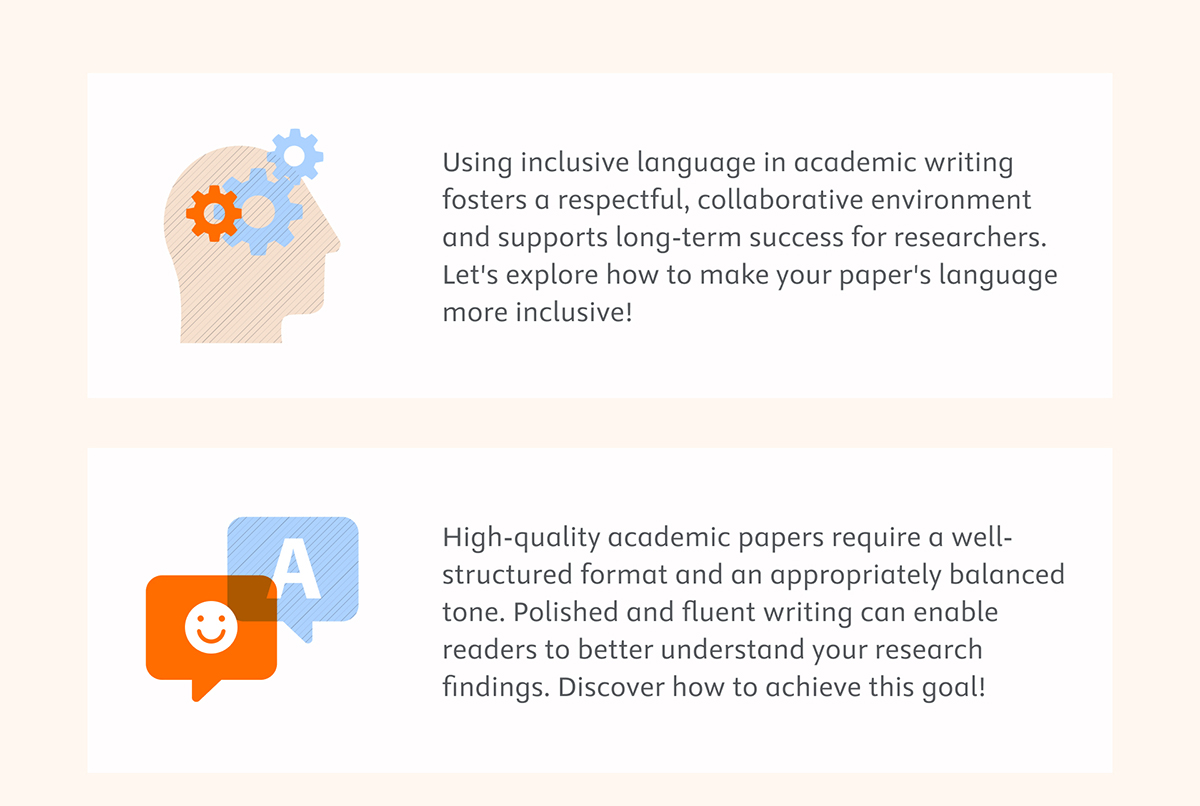 Using inclusive language in academic writing
fosters a respectful, collaborative environment
and supports long-term success for researchers.
Let's explore how to make your paper's language
more inclusive!
A
High-quality academic papers require a well-
structured format and an appropriately balanced
tone. Polished and fluent writing can enable
readers to better understand your research
findings. Discover how to achieve this goal!